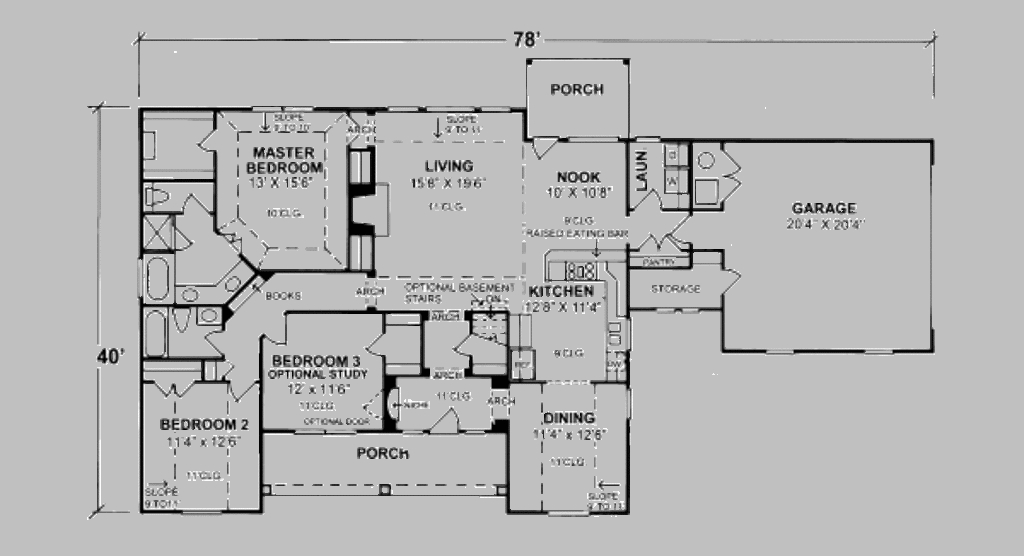 78'
PORCH
SLOPE
9 TO 10
ARCH
SLOPE
9 TO 11
MASTER
BEDROOM
13' X 15'6"
10'CLG.
LIVING
15'8" X 19'6"
11'CLG.
NOOK
10' X 10'8"
9'CLG
RAISED EATING BAR
LAUN
D
W
PANTRY
GARAGE
20'4" X 20'4"
STORAGE
BOOKS
ARCH
OPTIONAL BASEMENT
STAIRS
DN
KITCHEN
12'8" X 11'4"
9'CLG.
REF
DW
40'
ARCH
BEDROOM 3
OPTIONAL STUDY
12' x 11'6"
11'CLG.
OPTIONAL DOOR
ARCH
NICHE
11'CLG.
ARCH
BEDROOM 2
11'4" x 12'6"
11'CLG.
SLOPE
9 TO 11
PORCH
DINING
11'4" x 12'6"
11'CLG.
SLOPE
9 TO 11